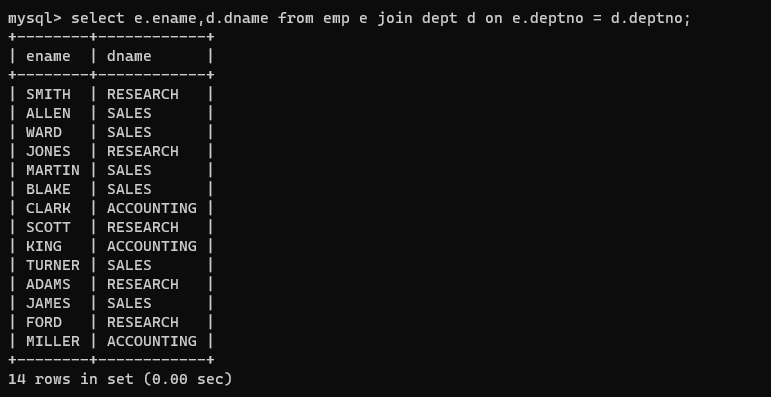 mysql> select e.ename,d.dname from emp e join dept d on e.deptno = d.deptno;
+--------+------------+
| ename  | dname      |
+--------+------------+
| SMITH  | RESEARCH   |
| ALLEN  | SALES      |
| WARD   | SALES      |
| JONES  | RESEARCH   |
| MARTIN | SALES      |
| BLAKE  | SALES      |
| CLARK  | ACCOUNTING |
| SCOTT  | RESEARCH   |
| KING   | ACCOUNTING |
| TURNER | SALES      |
| ADAMS  | RESEARCH   |
| JAMES  | SALES      |
| FORD   | RESEARCH   |
| MILLER | ACCOUNTING |
+--------+------------+
14 rows in set (0.00 sec)